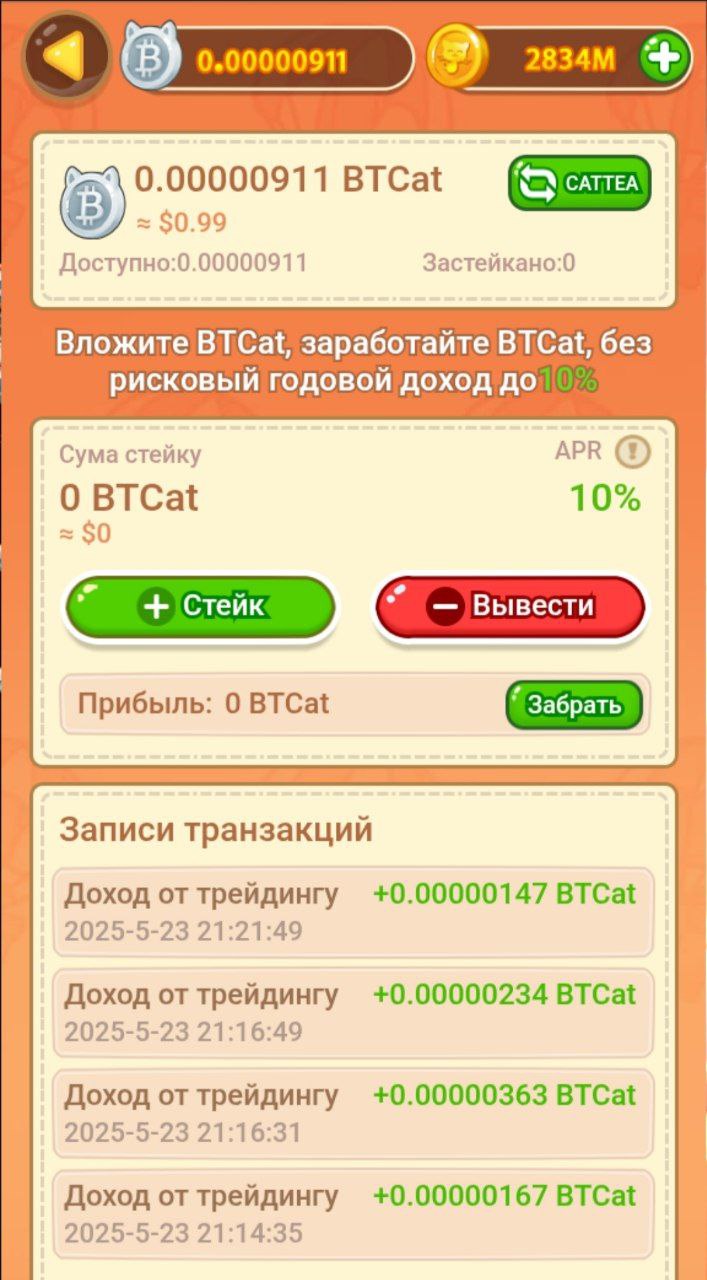 0.00000911
2834M
0.00000911 BTCat
CATTEA
≈ $0.99
Доступно:0.00000911
Застейкано:0
Вложите BTCat, заработайте BTCat, без
рисковый годовой доход до10%
Сума стейку
APR
0 BTCat
10%
≈ $0
Стейк
Вывести
Прибыль: 0 BTCat
Забрать
Записи транзакций
Доход от трейдингу
+0.00000147 BTCat
2025-5-23 21:21:49
Доход от трейдингу
+0.00000234 BTCat
2025-5-23 21:16:49
Доход от трейдингу
+0.00000363 BTCat
2025-5-23 21:16:31
Доход от трейдингу
+0.00000167 BTCat
2025-5-23 21:14:35